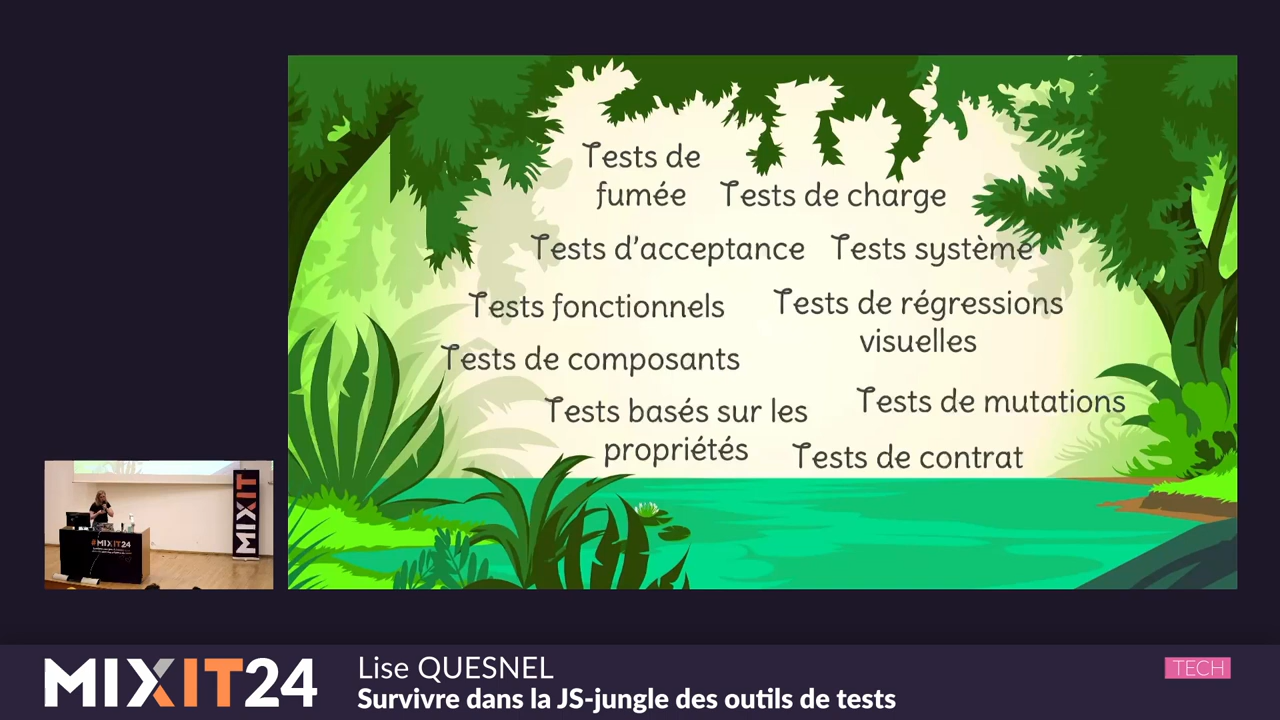 Tests de
fumée
Tests de charge
Tests d'acceptance
Tests système
Tests fonctionnels
Tests de régressions
visuelles
Tests de composants
Tests de mutations
Tests basés sur les
propriétés
Tests de contrat
MIXIT
#MIXIT24
MIXIT24
Lise QUESNEL
Survivre dans la JS-jungle des outils de tests
TECH